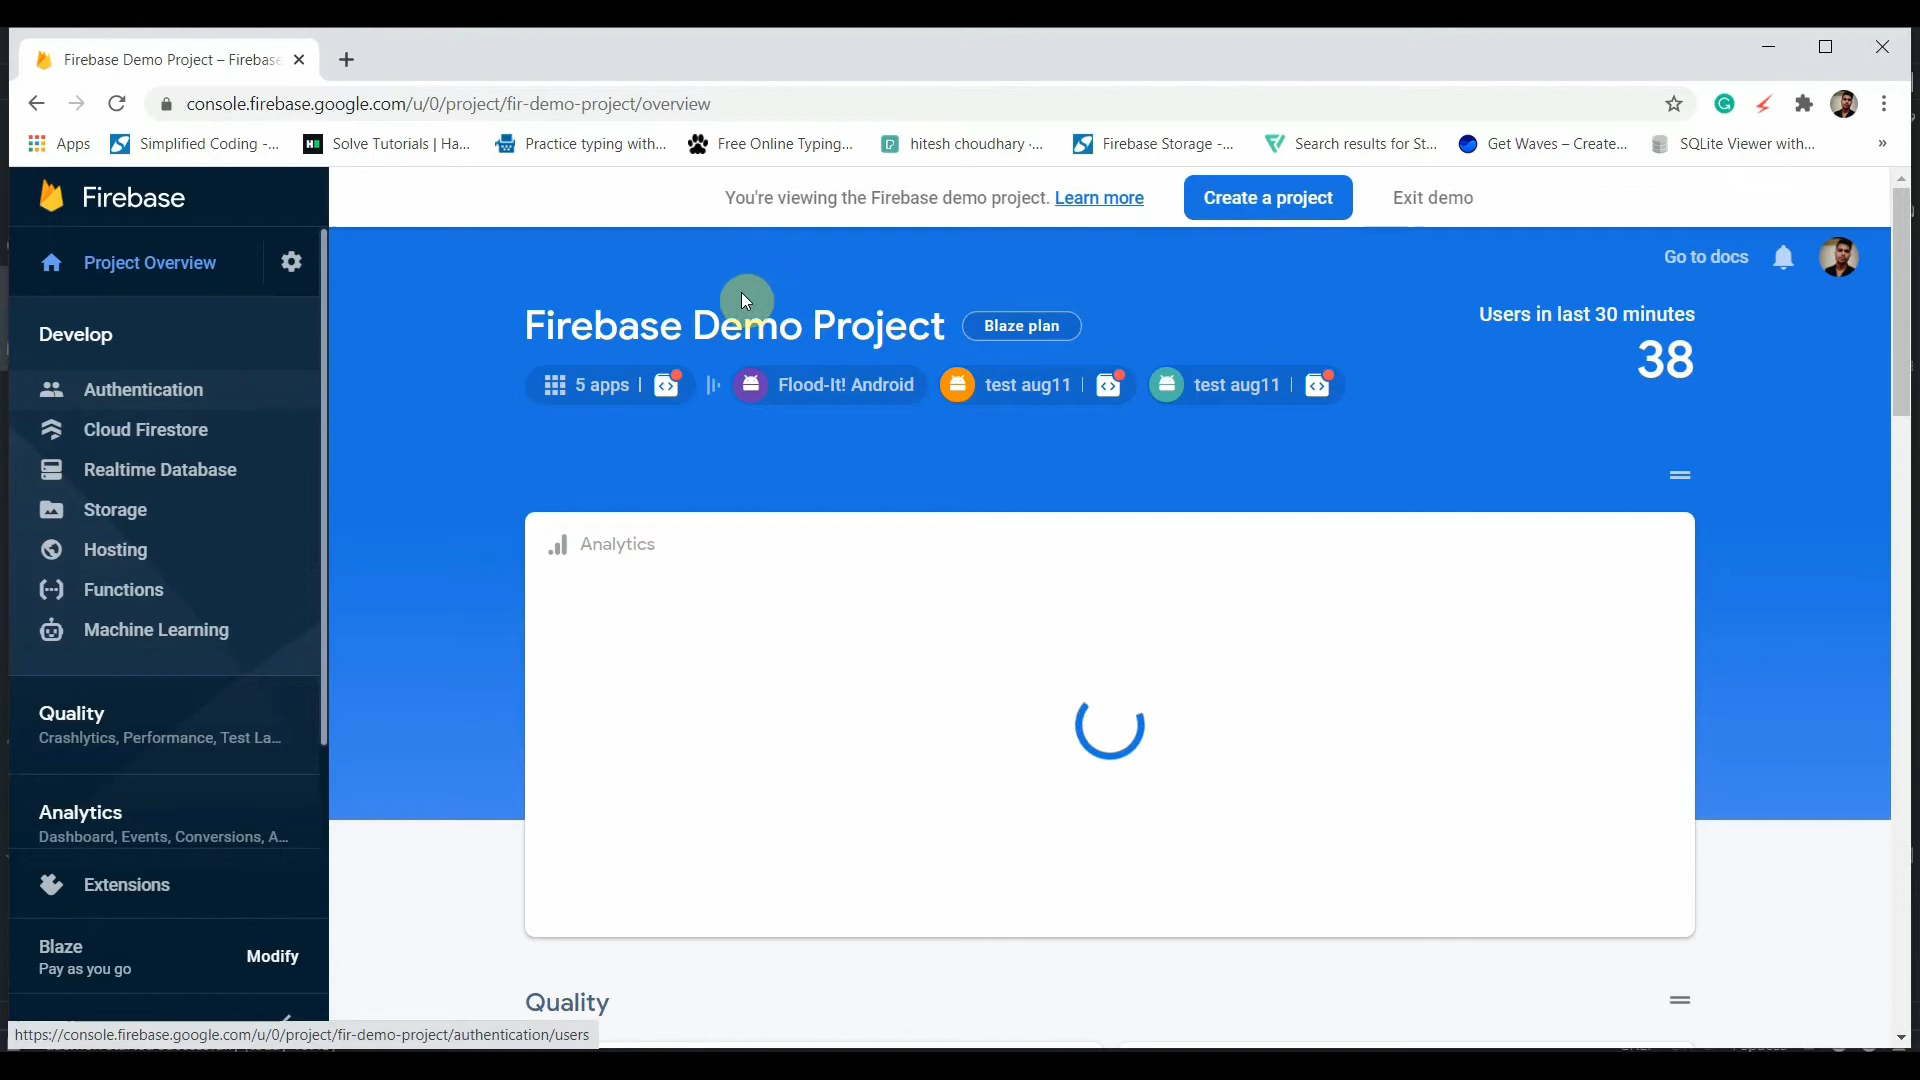 Firebase Demo Project – Firebase
console.firebase.google.com/u/0/project/fir-demo-project/overview
Apps
Simplified Coding -...
Solve Tutorials | Ha...
Practice typing with...
Free Online Typing...
hitesh choudhary -...
Firebase Storage -...
Search results for St...
Get Waves – Create...
SQLite Viewer with...
»
Firebase
You're viewing the Firebase demo project. Learn more
Create a project
Exit demo
Project Overview
Go to docs
Develop
Authentication
Cloud Firestore
Realtime Database
Storage
Hosting
Functions
Machine Learning
Quality
Crashlytics, Performance, Test La...
Analytics
Dashboard, Events, Conversions, A...
Extensions
Blaze
Pay as you go
Modify
Firebase Demo Project
Blaze plan
Users in last 30 minutes
38
5 apps
Flood-It! Android
test aug11
test aug11
Analytics
Quality
https://console.firebase.google.com/u/0/project/fir-demo-project/authentication/users